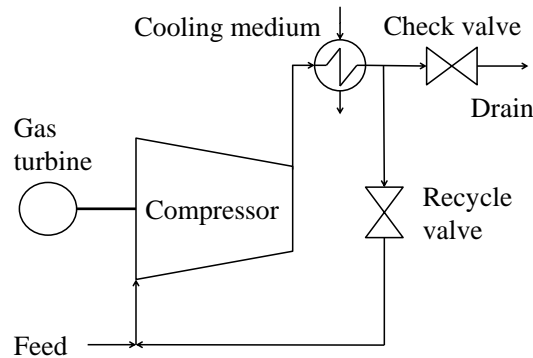 Cooling medium
Check valve
Drain
Gas
turbine
Compressor
Recycle
valve
Feed